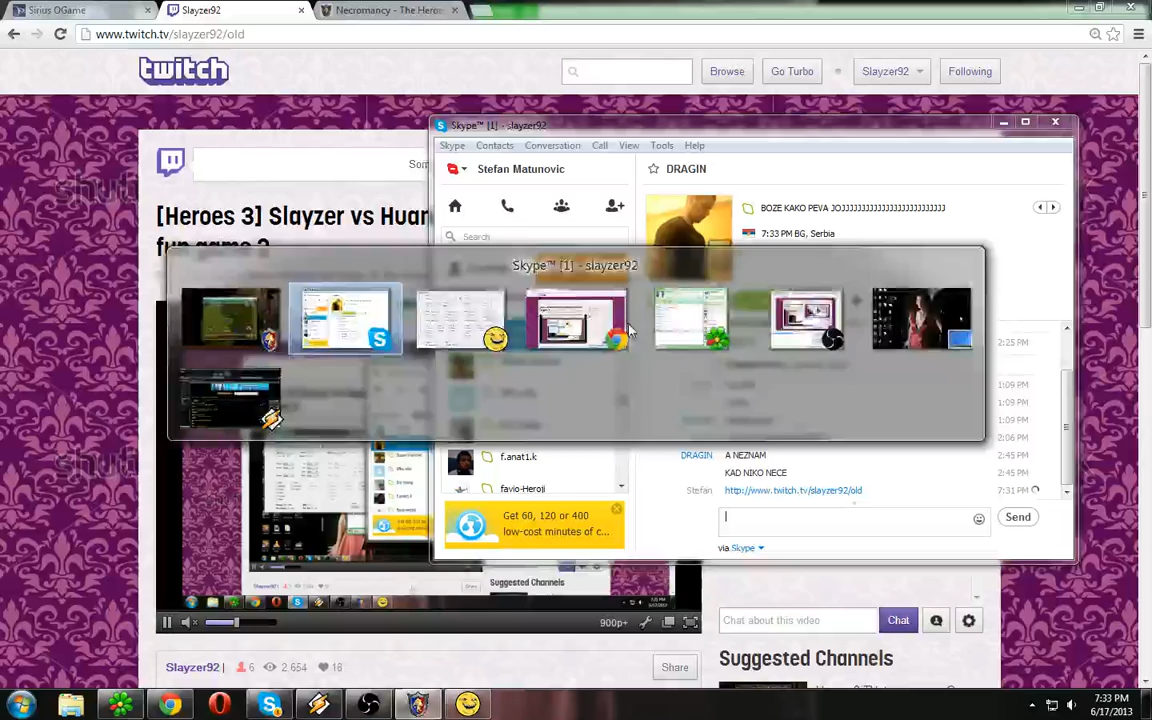 Sirius OGame
Slayzer92
Necromancy - The Heroe
www.twitch.tv/slayzer92/old
twitch
Browse
Go Turbo
Slayzer92
Following
Skype™ [1] - slayzer92
Skype Contacts Conversation Call View Tools Help
Stefan Matunovic
DRAGIN
BOZE KAKO PEVA JOJJJJJJJJJJJJJJJJJJJJJJJJJ
7:33 PM BG, Serbia
Search
[Heroes 3] Slayzer vs Huar
fun game 2
Skype™ [1] - slayzer92
2:25 PM
1:09 PM
1:09 PM
1:09 PM
2:06 PM
DRAGIN A NEZNAM 2:45 PM
KAD NIKO NECE 2:45 PM
Stefan http://www.twitch.tv/slayzer92/old 7:31 PM
f.anat1.k
favio-Heroji
Get 60, 120 or 400
low-cost minutes of c...
Send
via Skype
Suggested Channels
900p+
Chat about this video
Chat
Slayzer92 | 6 2.654 16
Share
Suggested Channels
7:33 PM
6/17/2013